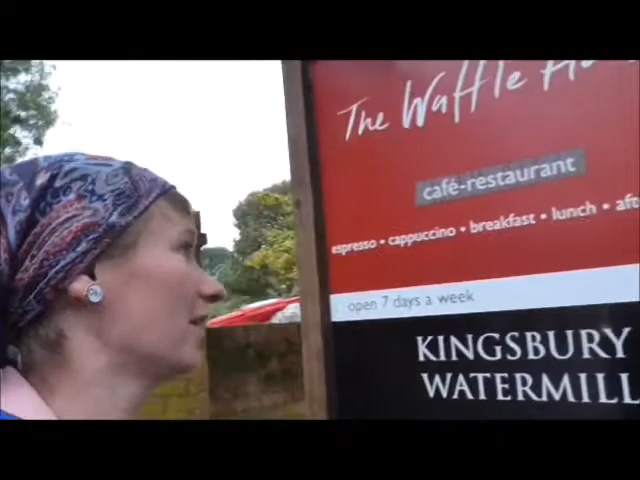 The Waffle
café-restaurant
espresso • cappuccino • breakfast • lunch •
open 7 days a week
KINGSBURY
WATERMILL